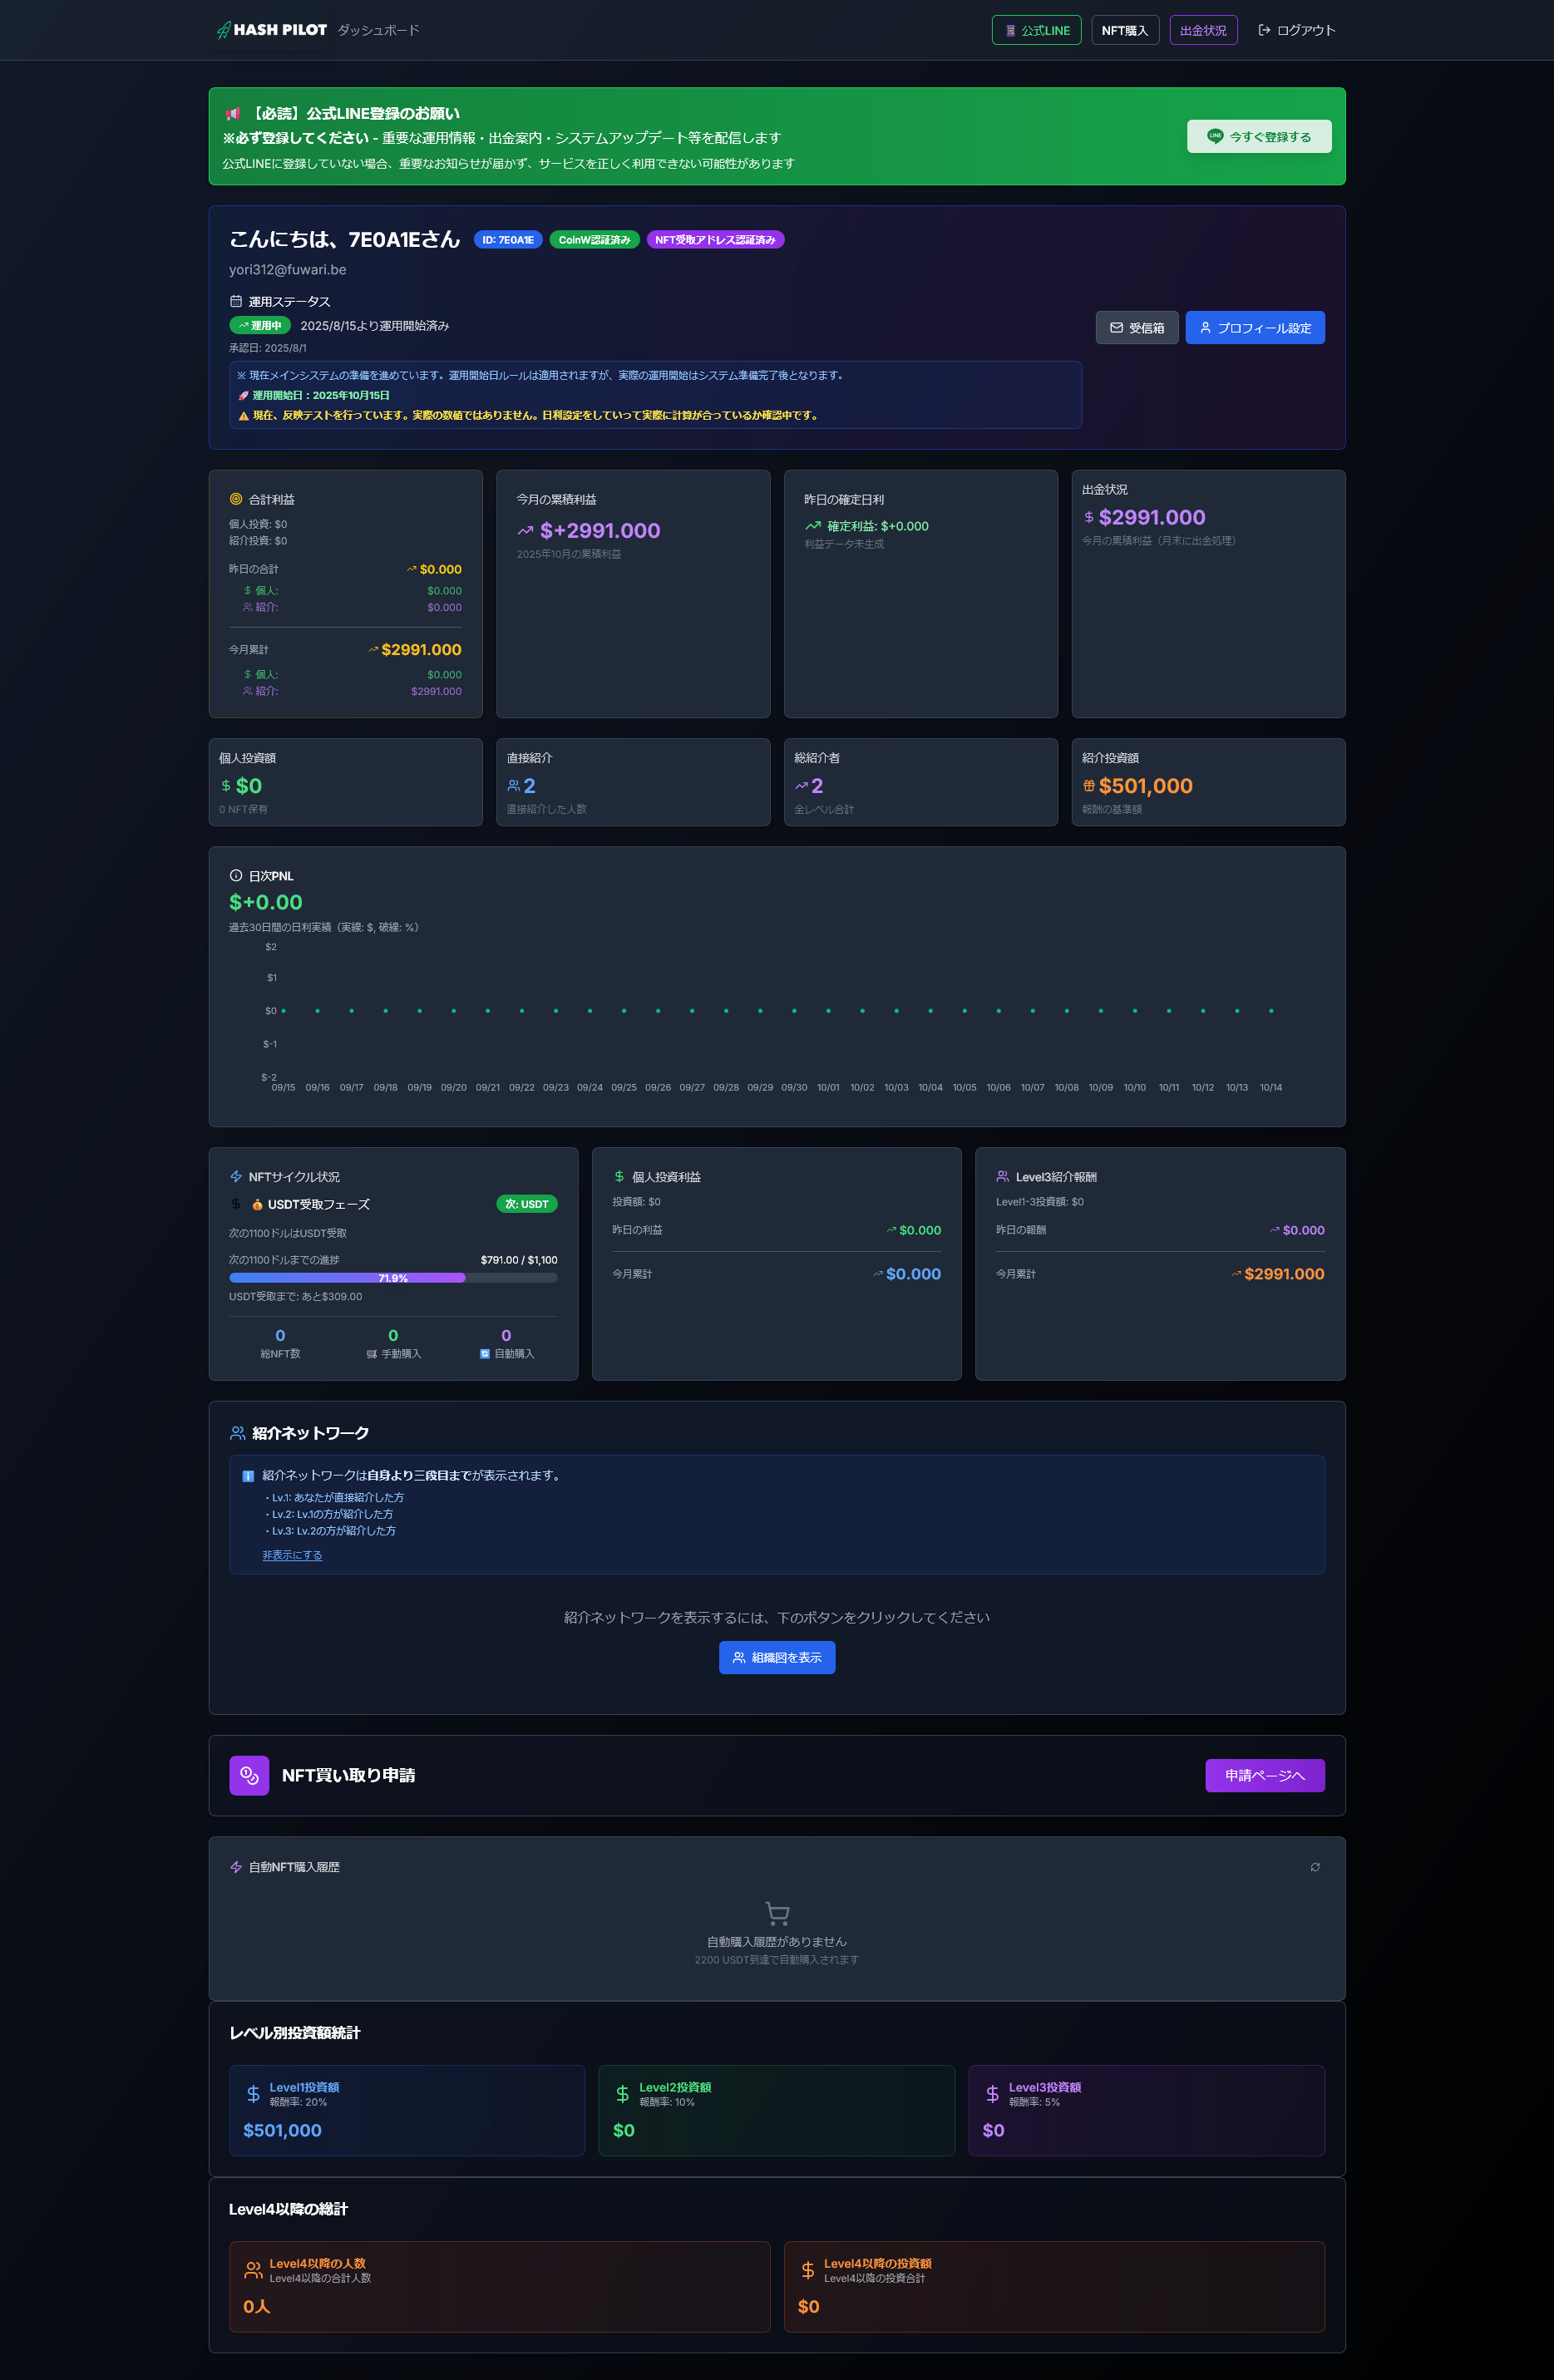 HASH PILOT ダッシュボード 公式LINE NFT購入 出金状況 ログアウト
【必読】公式LINE登録のお願い
※必ず登録してください - 重要な運用情報・出金案内・システムアップデート等を配信します
公式LINEに登録していない場合、重要なお知らせが届かず、サービスを正しく利用できない可能性があります
LINE 今すぐ登録する
こんにちは、7E0A1Eさん ID: 7E0A1E CoinW認証済み NFT受取アドレス認証済み
yori312@fuwari.be
運用ステータス
運用中 2025/8/15より運用開始済み
承認日: 2025/8/1
※ 現在メインシステムの準備を進めています。運用開始日ルールは適用されますが、実際の運用開始はシステム準備完了後となります。
運用開始日：2025年10月15日
現在、反映テストを行っています。実際の数値ではありません。日利設定をしていって実際に計算が合っているか確認中です。
受信箱 プロフィール設定
合計利益
個人投資: $0
紹介投資: $0
昨日の合計 $0.000
個人: $0.000
紹介: $0.000
今月累計 $2991.000
個人: $0.000
紹介: $2991.000
今月の累積利益
$+2991.000
2025年10月の累積利益
昨日の確定日利
確定利益: $+0.000
利益データ未生成
出金状況
$2991.000
今月の累積利益（月末に出金処理）
個人投資額
$0
0 NFT保有
直接紹介
2
直接紹介した人数
総紹介者
2
全レベル合計
紹介投資額
$501,000
報酬の基準額
日次PNL
$+0.00
過去30日間の日利実績（実線: $, 破線: %）
$2
$1
$0
$-1
$-2
09/15 09/16 09/17 09/18 09/19 09/20 09/21 09/22 09/23 09/24 09/25 09/26 09/27 09/28 09/29 09/30 10/01 10/02 10/03 10/04 10/05 10/06 10/07 10/08 10/09 10/10 10/11 10/12 10/13 10/14
NFTサイクル状況
USDT受取フェーズ 次: USDT
次の1100ドルはUSDT受取
次の1100ドルまでの進捗 $791.00 / $1,100
71.9%
USDT受取まで: あと$309.00
0 0 0
総NFT数 手動購入 自動購入
個人投資利益
投資額: $0
昨日の利益 $0.000
今月累計 $0.000
Level3紹介報酬
Level1-3投資額: $0
昨日の報酬 $0.000
今月累計 $2991.000
紹介ネットワーク
紹介ネットワークは自身より三段目までが表示されます。
・Lv.1: あなたが直接紹介した方
・Lv.2: Lv.1の方が紹介した方
・Lv.3: Lv.2の方が紹介した方
非表示にする
紹介ネットワークを表示するには、下のボタンをクリックしてください
組織図を表示
NFT買い取り申請 申請ページへ
自動NFT購入履歴
自動購入履歴がありません
2200 USDT到達で自動購入されます
レベル別投資額統計
Level1投資額
報酬率: 20%
$501,000
Level2投資額
報酬率: 10%
$0
Level3投資額
報酬率: 5%
$0
Level4以降の総計
Level4以降の人数
Level4以降の合計人数
0人
Level4以降の投資額
Level4以降の投資合計
$0